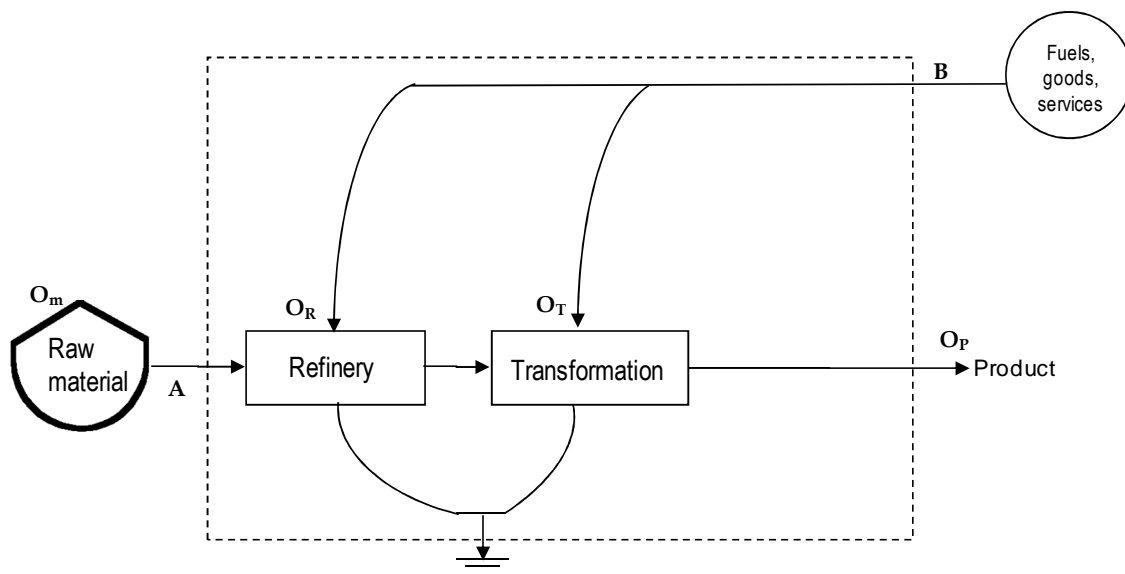 Fuels,
goods,
services
B
Om
OR
OT
OP
Raw
material
A
Refinery
Transformation
Product